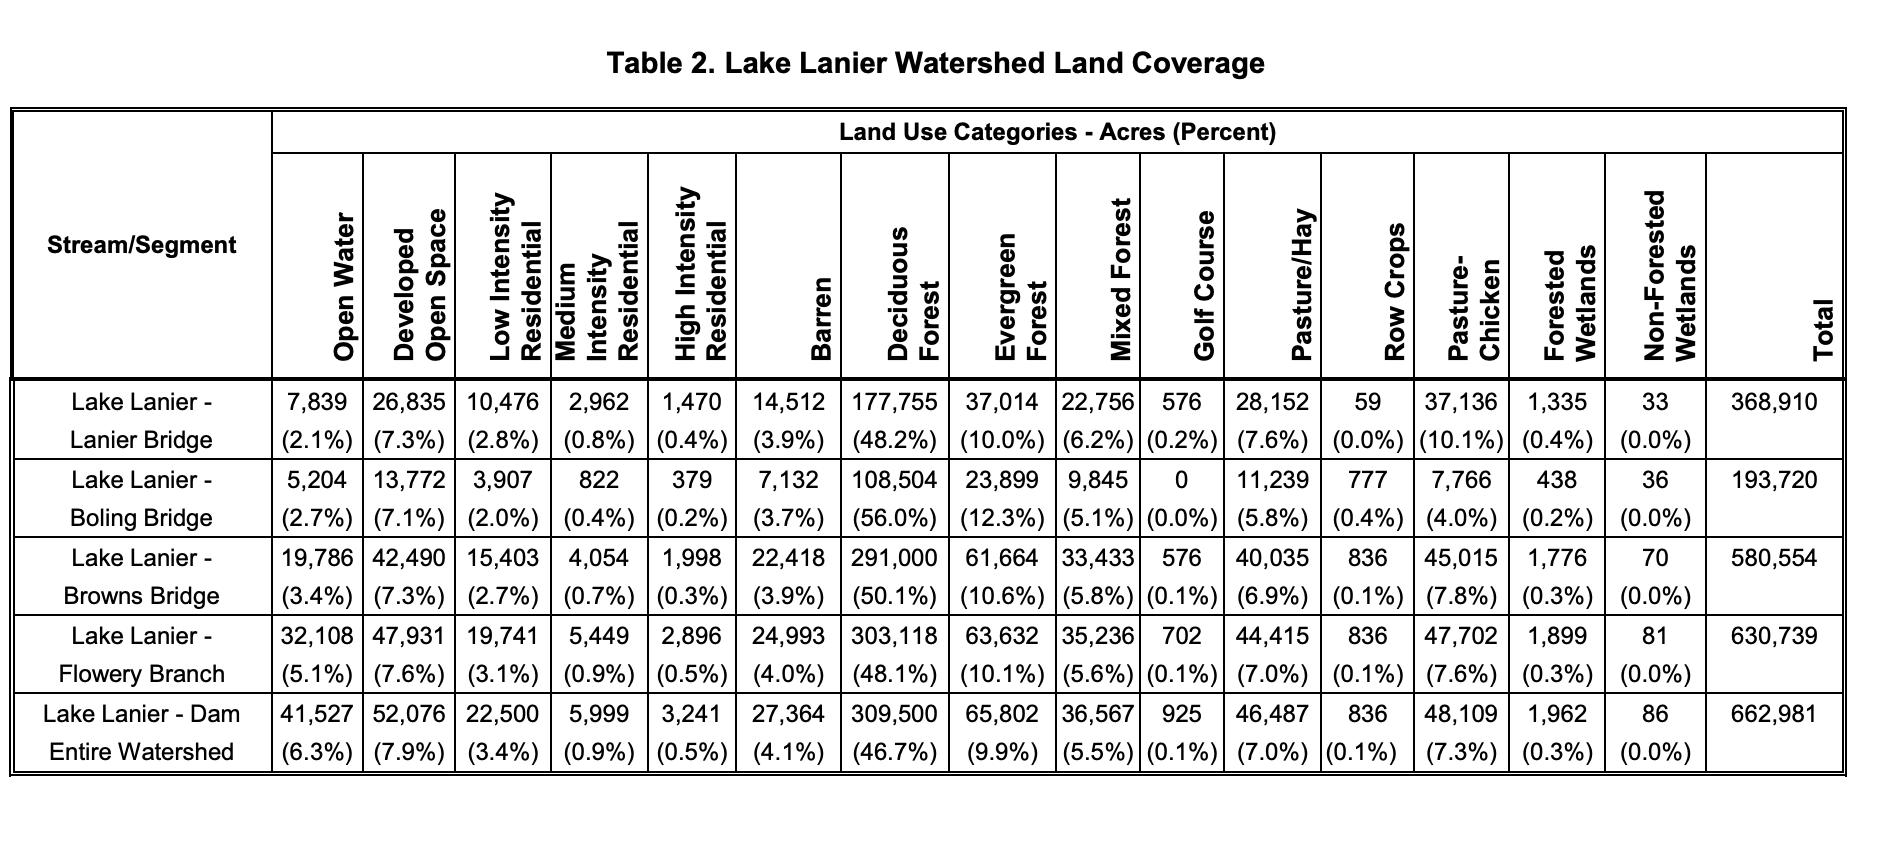 Table 2. Lake Lanier Watershed Land Coverage
Land Use Categories - Acres (Percent)
Stream/Segment
Open Water
Developed
Open Space
Low Intensity
Residential
Medium
Intensity
Residential
High Intensity
Residential
Barren
Deciduous
Forest
Evergreen
Forest
Mixed Forest
Golf Course
Pasture/Hay
Row Crops
Pasture-
Chicken
Forested
Wetlands
Non-Forested
Wetlands
Total
Lake Lanier - 7,839 26,835 10,476 2,962 1,470 14,512 177,755 37,014 22,756 576 28,152 59 37,136 1,335 33 368,910
Lanier Bridge (2.1%) (7.3%) (2.8%) (0.8%) (0.4%) (3.9%) (48.2%) (10.0%) (6.2%) (0.2%) (7.6%) (0.0%) (10.1%) (0.4%) (0.0%)
Lake Lanier - 5,204 13,772 3,907 822 379 7,132 108,504 23,899 9,845 0 11,239 777 7,766 438 36 193,720
Boling Bridge (2.7%) (7.1%) (2.0%) (0.4%) (0.2%) (3.7%) (56.0%) (12.3%) (5.1%) (0.0%) (5.8%) (0.4%) (4.0%) (0.2%) (0.0%)
Lake Lanier - 19,786 42,490 15,403 4,054 1,998 22,418 291,000 61,664 33,433 576 40,035 836 45,015 1,776 70 580,554
Browns Bridge (3.4%) (7.3%) (2.7%) (0.7%) (0.3%) (3.9%) (50.1%) (10.6%) (5.8%) (0.1%) (6.9%) (0.1%) (7.8%) (0.3%) (0.0%)
Lake Lanier - 32,108 47,931 19,741 5,449 2,896 24,993 303,118 63,632 35,236 702 44,415 836 47,702 1,899 81 630,739
Flowery Branch (5.1%) (7.6%) (3.1%) (0.9%) (0.5%) (4.0%) (48.1%) (10.1%) (5.6%) (0.1%) (7.0%) (0.1%) (7.6%) (0.3%) (0.0%)
Lake Lanier - Dam 41,527 52,076 22,500 5,999 3,241 27,364 309,500 65,802 36,567 925 46,487 836 48,109 1,962 86 662,981
Entire Watershed (6.3%) (7.9%) (3.4%) (0.9%) (0.5%) (4.1%) (46.7%) (9.9%) (5.5%) (0.1%) (7.0%) (0.1%) (7.3%) (0.3%) (0.0%)